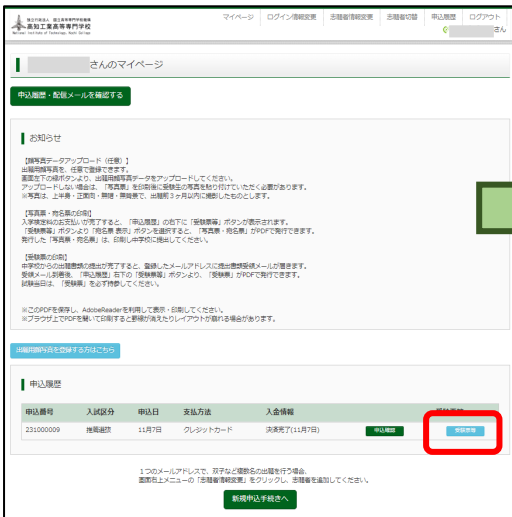 マイページ ログイン情報変更 志願者情報変更 志願者切替 申込履歴 ログアウト
独立行政法人 国立高等専門学校機構
高知工業高等専門学校
National Institute of Technology, Kochi College
さん
さんのマイページ
申込履歴・配信メールを確認する
お知らせ
【顔写真データアップロード（任意）】
出願用顔写真を、任意で登録できます。
画面左下の緑ボタンより、出願用顔写真データをアップロードしてください。
アップロードしない場合は、「写真票」を印刷後に受験生の写真を貼り付けていただく必要があります。
※写真は、上半身・正面向・無帽・無背景で、出願前3ヶ月以内に撮影したものとします。
【写真票・宛名票の印刷】
入学検定料のお支払いが完了すると、「申込履歴」の右下に「受験票等」ボタンが表示されます。
「受験票等」ボタンより「宛名票 表示」ボタンを選択すると、「写真票・宛名票」がPDFで発行できます。
発行した「写真票・宛名票」は、印刷し中学校に提出してください。
【受験票の印刷】
中学校からの出願書類の提出が完了すると、登録したメールアドレスに提出書類受領メールが届きます。
受領メール到着後、「申込履歴」右下の「受験票等」ボタンより、「受験票」がPDFで発行できます。
試験当日は、「受験票」を必ず持参してください。
※このPDFを保存し、AdobeReaderを利用して表示・印刷してください。
※ブラウザ上でPDFを開いて印刷すると罫線が消えたりレイアウトが崩れる場合があります。
出願用顔写真を登録する方はこちら
申込履歴
申込番号 入試区分 申込日 支払方法 入金情報
231000009 推薦選抜 11月7日 クレジットカード 決済完了(11月7日) 申込確認 受験票等
1つのメールアドレスで、双子など複数名の出願を行う場合、
画面右上メニューの「志願者情報変更」をクリックし、志願者を追加してください。
新規申込手続きへ